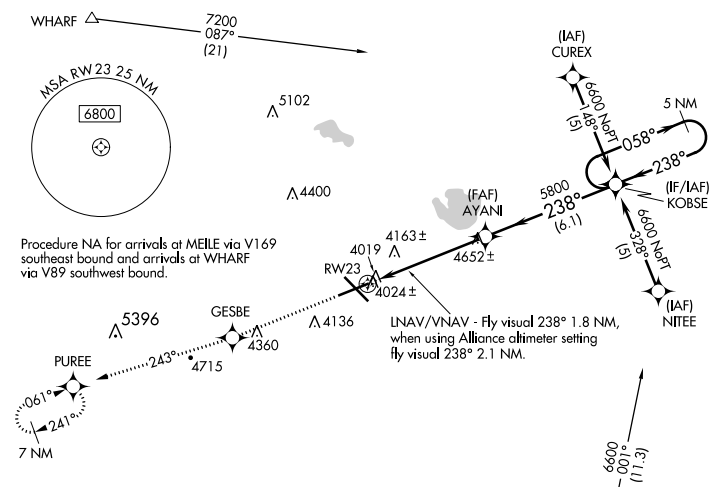 WHARF
7200
087°
(21)
MSA RW 23 25 NM
6800
5102
4400
(IAF)
CUREX
6600 NoPT
148°
(5)
5 NM
058°
238°
(IF/IAF)
KOBSE
5800
238°
(6.1)
(FAF)
AYANI
6600 NoPT
328°
(5)
(IAF)
NITEE
Procedure NA for arrivals at MEILE via V169
southeast bound and arrivals at WHARF
via V89 southwest bound.
4163 ±
4652 ±
4019
RW23
4024 ±
LNAV/VNAV - Fly visual 238° 1.8 NM,
when using Alliance altimeter setting
fly visual 238° 2.1 NM.
GESBE
5396
4136
4360
PUREE
243°
4715
061°
241°
7 NM
6600
001°
(11.3)